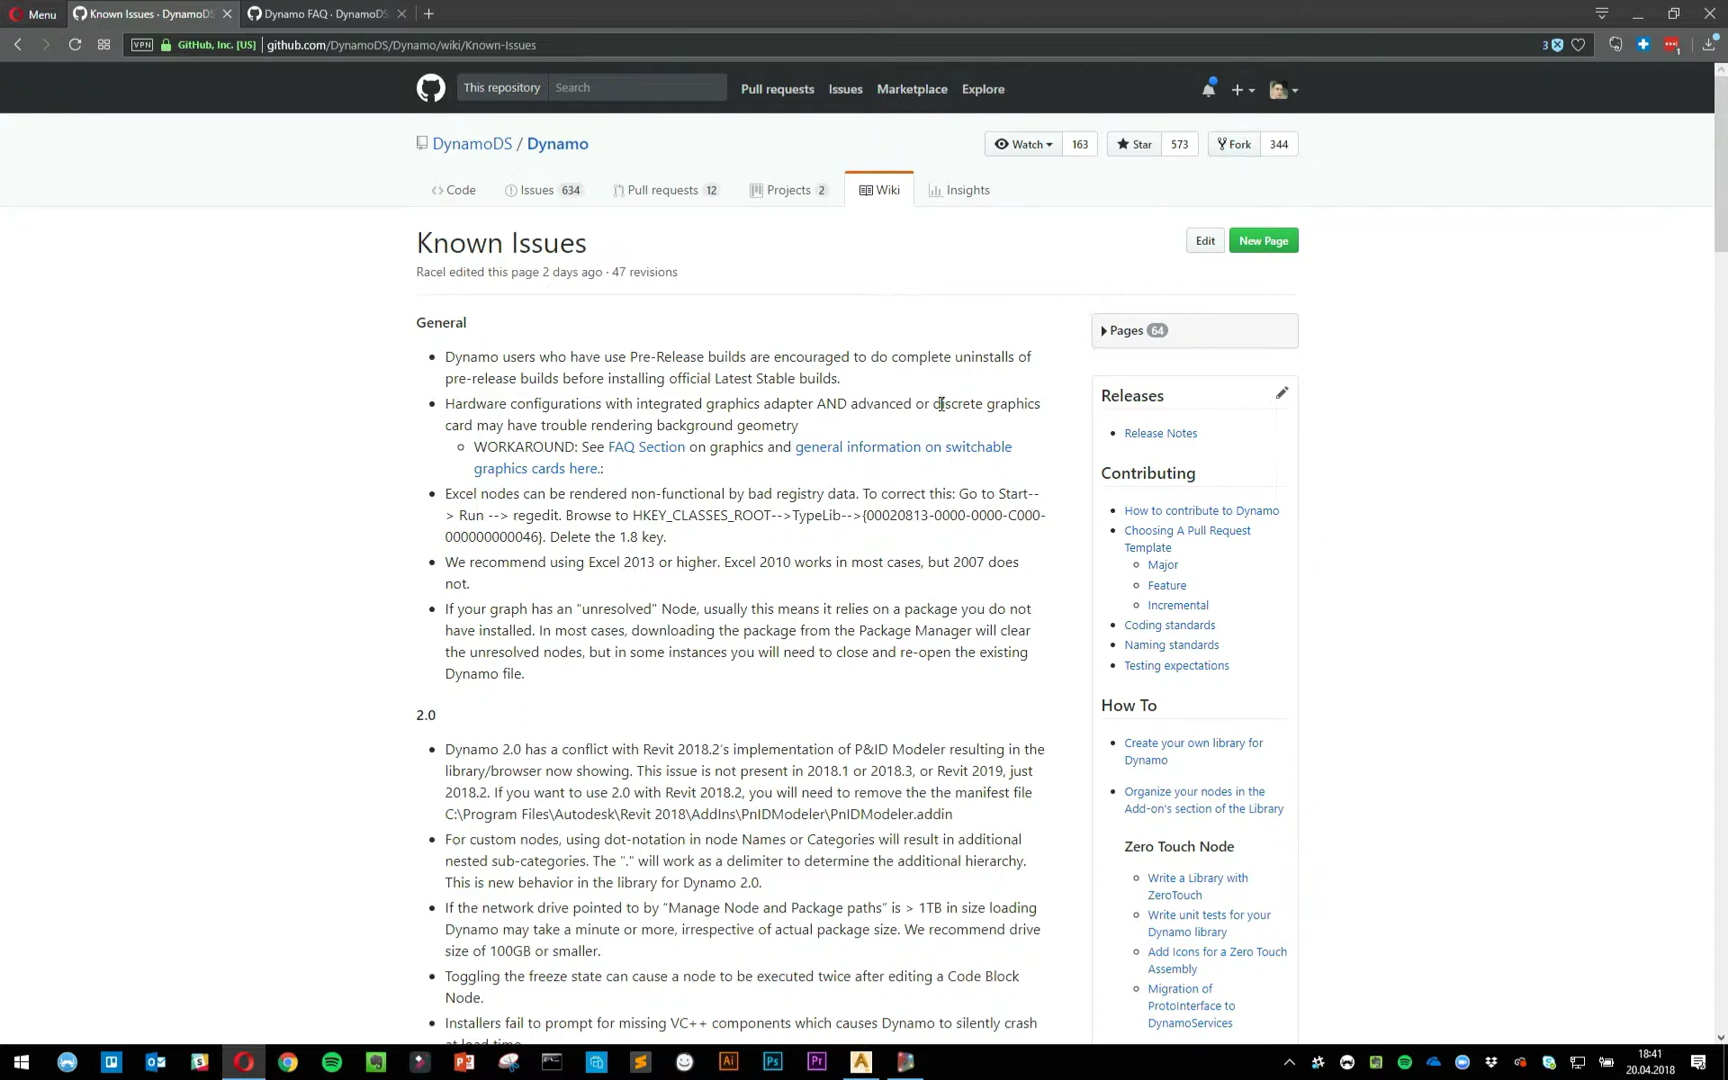 Menu
Known Issues · DynamoDS
Dynamo FAQ · DynamoDS
VPN
GitHub, Inc. [US]
github.com/DynamoDS/Dynamo/wiki/Known-Issues
3
1
This repository
Search
Pull requests
Issues
Marketplace
Explore
DynamoDS / Dynamo
Watch 163
Star 573
Fork 344
Code
Issues 634
Pull requests 12
Projects 2
Wiki
Insights
Known Issues
Edit
New Page
Racel edited this page 2 days ago · 47 revisions
General
Dynamo users who have use Pre-Release builds are encouraged to do complete uninstalls of
pre-release builds before installing official Latest Stable builds.
Hardware configurations with integrated graphics adapter AND advanced or discrete graphics
card may have trouble rendering background geometry
WORKAROUND: See FAQ Section on graphics and general information on switchable
graphics cards here.:
Excel nodes can be rendered non-functional by bad registry data. To correct this: Go to Start--
> Run --> regedit. Browse to HKEY_CLASSES_ROOT-->TypeLib-->{00020813-0000-0000-C000-
000000000046}. Delete the 1.8 key.
We recommend using Excel 2013 or higher. Excel 2010 works in most cases, but 2007 does
not.
If your graph has an "unresolved" Node, usually this means it relies on a package you do not
have installed. In most cases, downloading the package from the Package Manager will clear
the unresolved nodes, but in some instances you will need to close and re-open the existing
Dynamo file.
2.0
Dynamo 2.0 has a conflict with Revit 2018.2's implementation of P&ID Modeler resulting in the
library/browser now showing. This issue is not present in 2018.1 or 2018.3, or Revit 2019, just
2018.2. If you want to use 2.0 with Revit 2018.2, you will need to remove the the manifest file
C:\Program Files\Autodesk\Revit 2018\AddIns\PnIDModeler\PnIDModeler.addin
For custom nodes, using dot-notation in node Names or Categories will result in additional
nested sub-categories. The "." will work as a delimiter to determine the additional hierarchy.
This is new behavior in the library for Dynamo 2.0.
If the network drive pointed to by "Manage Node and Package paths" is > 1TB in size loading
Dynamo may take a minute or more, irrespective of actual package size. We recommend drive
size of 100GB or smaller.
Toggling the freeze state can cause a node to be executed twice after editing a Code Block
Node.
Installers fail to prompt for missing VC++ components which causes Dynamo to silently crash
at load time.
Pages 64
Releases
Release Notes
Contributing
How to contribute to Dynamo
Choosing A Pull Request
Template
Major
Feature
Incremental
Coding standards
Naming standards
Testing expectations
How To
Create your own library for
Dynamo
Organize your nodes in the
Add-on's section of the Library
Zero Touch Node
Write a Library with
ZeroTouch
Write unit tests for your
Dynamo library
Add Icons for a Zero Touch
Assembly
Migration of
ProtoInterface to
DynamoServices
Ai
Ps
Pr
18:41
20.04.2018